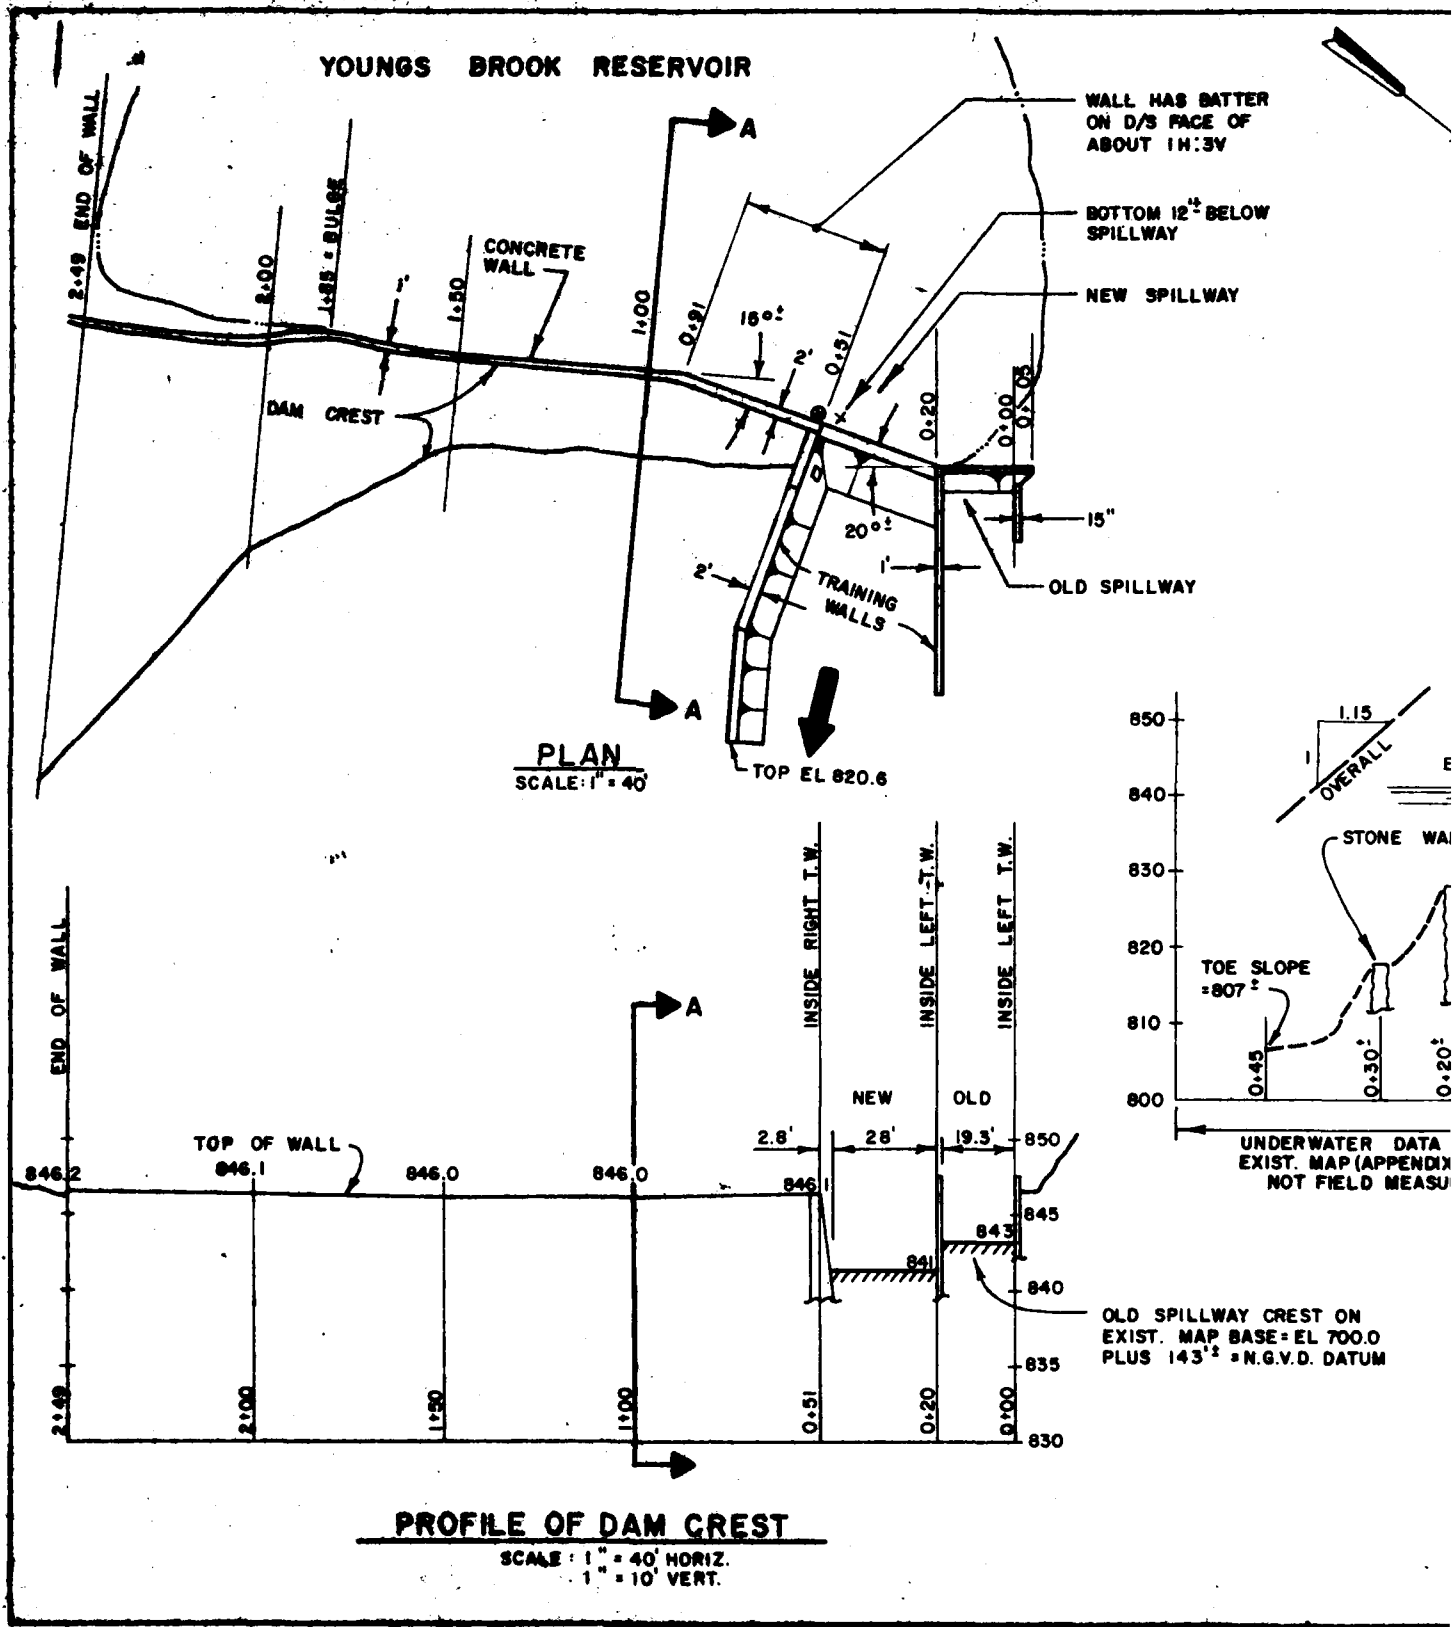 YOUNGS BROOK RESERVOIR
WALL HAS BATTER
ON D/S FACE OF
ABOUT 1H:3V
BOTTOM 12'± BELOW
SPILLWAY
NEW SPILLWAY
2+49 END OF WALL
2+00
1+85 = BULGE
1'
1+50
CONCRETE
WALL
1+00
A
0+91
15°±
2'
0+51
0+20
0+00
0+05
DAM CREST
20°±
15"
1'
OLD SPILLWAY
2'
TRAINING
WALLS
A
PLAN
SCALE: 1" = 40'
TOP EL 820.6
850
840
830
820
810
800
1.15
1
OVERALL
E
STONE WA
TOE SLOPE
=807±
0+45
0+30±
0+20±
UNDERWATER DATA
EXIST. MAP (APPENDIX
NOT FIELD MEASU
END OF WALL
INSIDE RIGHT T.W.
INSIDE LEFT T.W.
INSIDE LEFT T.W.
A
NEW
OLD
2.8'
28'
19.3'
TOP OF WALL
846.2
846.1
846.0
846.0
846.1
841
843
850
845
840
835
830
OLD SPILLWAY CREST ON
EXIST. MAP BASE = EL 700.0
PLUS 143'± = N.G.V.D. DATUM
2+49
2+00
1+50
1+00
0+51
0+20
0+00
PROFILE OF DAM CREST
SCALE: 1" = 40' HORIZ.
1" = 10' VERT.